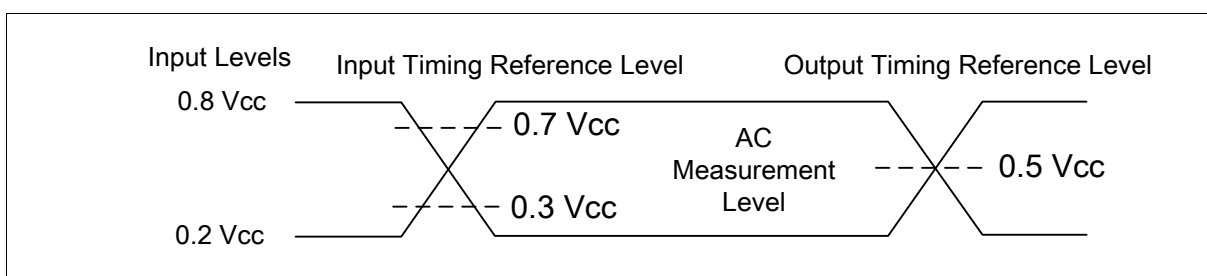 Input Levels
Input Timing Reference Level
Output Timing Reference Level
0.8 Vcc
0.7 Vcc
AC
Measurement
Level
0.5 Vcc
0.3 Vcc
0.2 Vcc